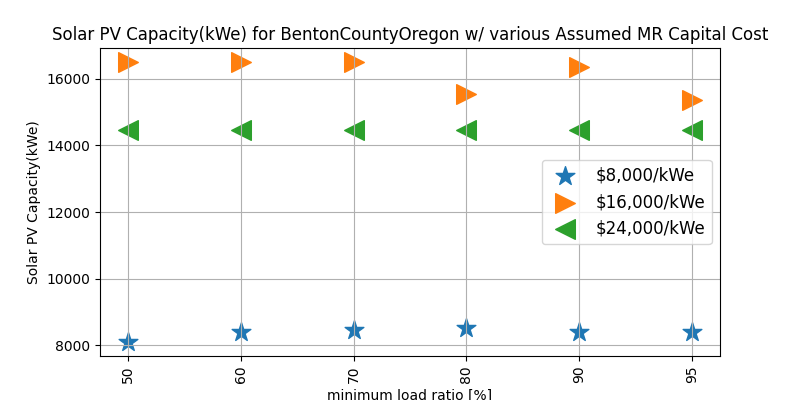 Solar PV Capacity(kWe) for BentonCountyOregon w/ various Assumed MR Capital Cost
Solar PV Capacity(kWe)
16000
14000
12000
10000
8000
$8,000/kWe
$16,000/kWe
$24,000/kWe
50 60 70 80 90 95
minimum load ratio [%]